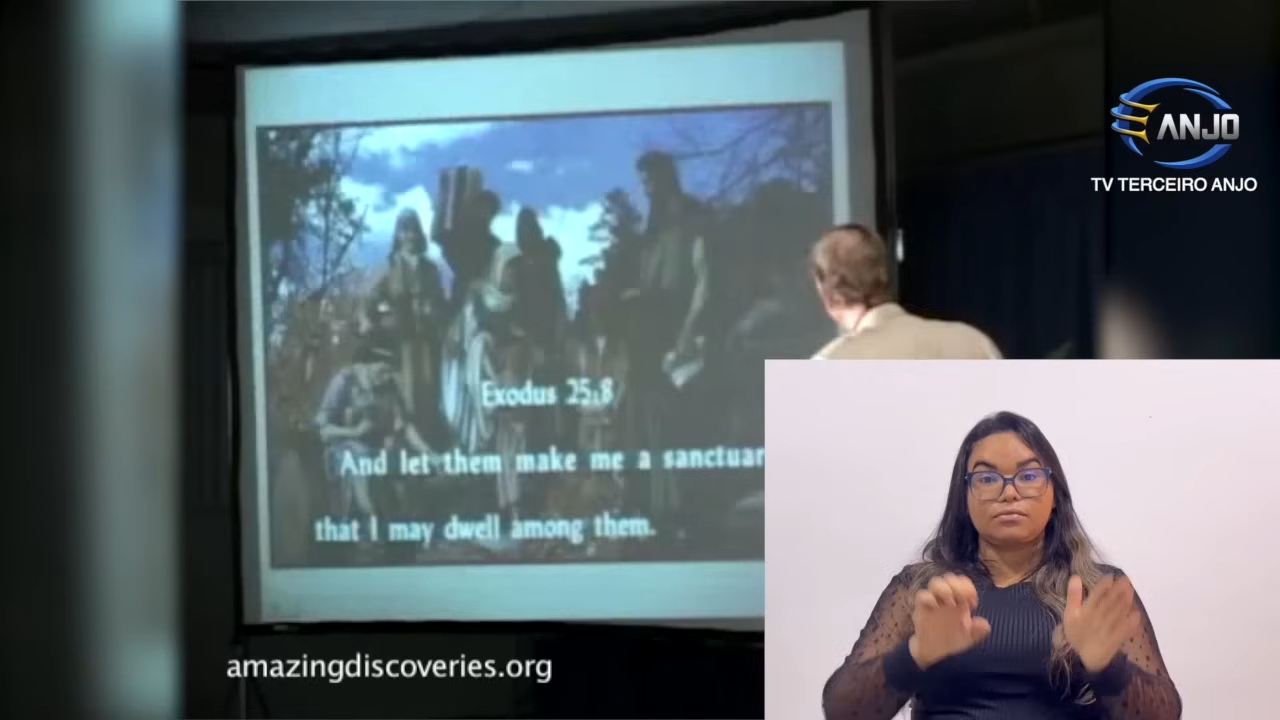 ANJO
TV TERCEIRO ANJO
Exodus 25:8
And let them make me a
that I may dwell among them.
amazingdiscoveries.org